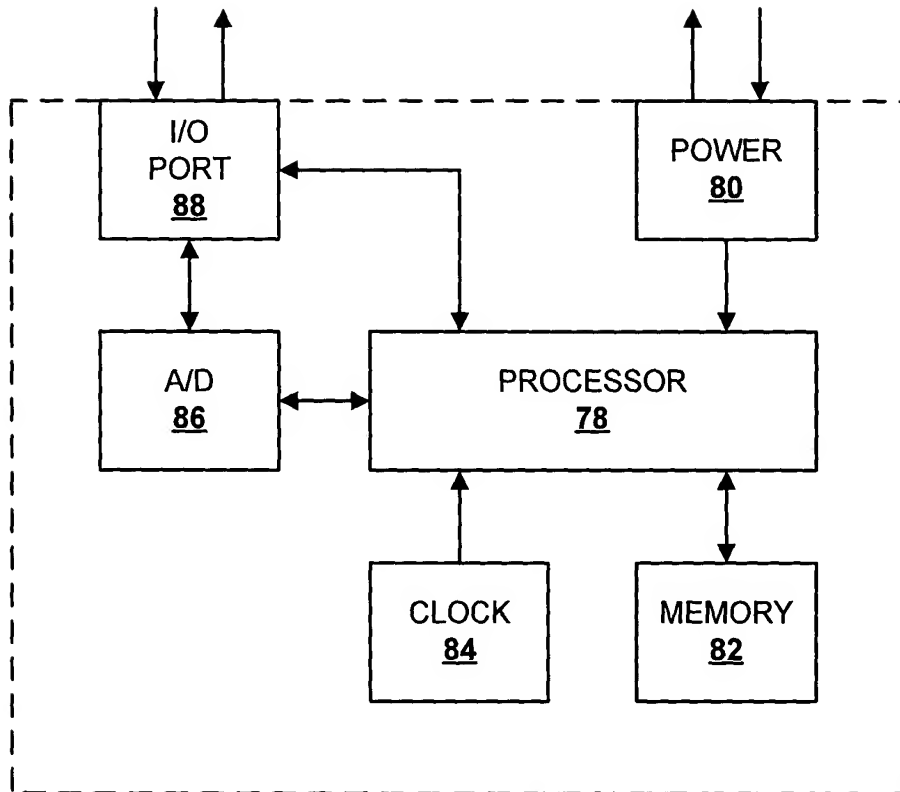 I/O
PORT
88
POWER
80
A/D
86
PROCESSOR
78
CLOCK
84
MEMORY
82